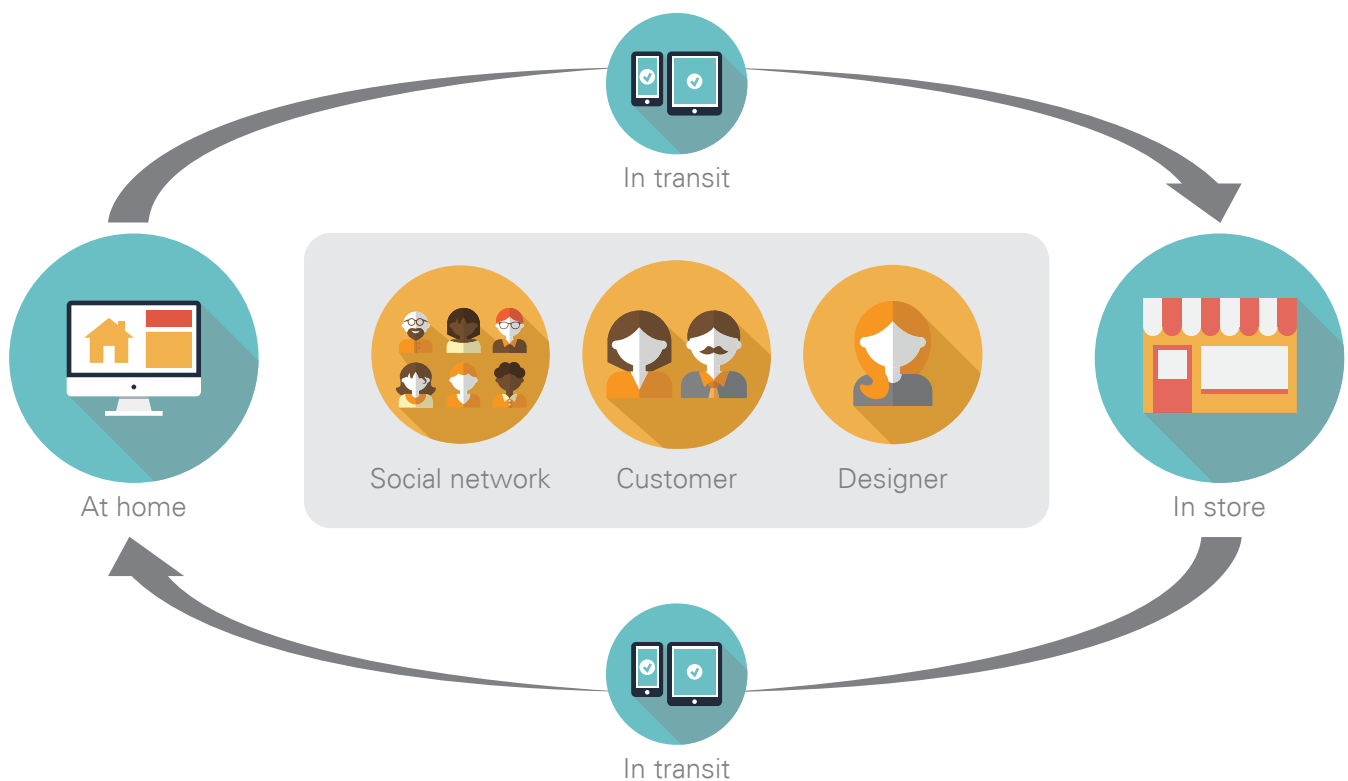 In transit
Social network
Customer
Designer
At home
In store
In transit